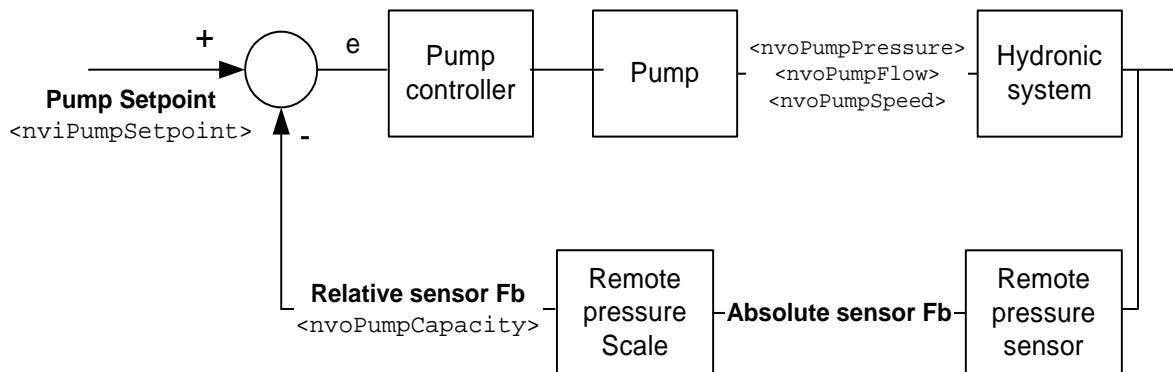 +
e
Pump
controller
Pump
<nvoPumpPressure>
<nvoPumpFlow>
<nvoPumpSpeed>
Hydronic
system
Pump Setpoint
<nviPumpSetpoint>
-
Relative sensor Fb
<nvoPumpCapacity>
Remote
pressure
Scale
Absolute sensor Fb
Remote
pressure
sensor